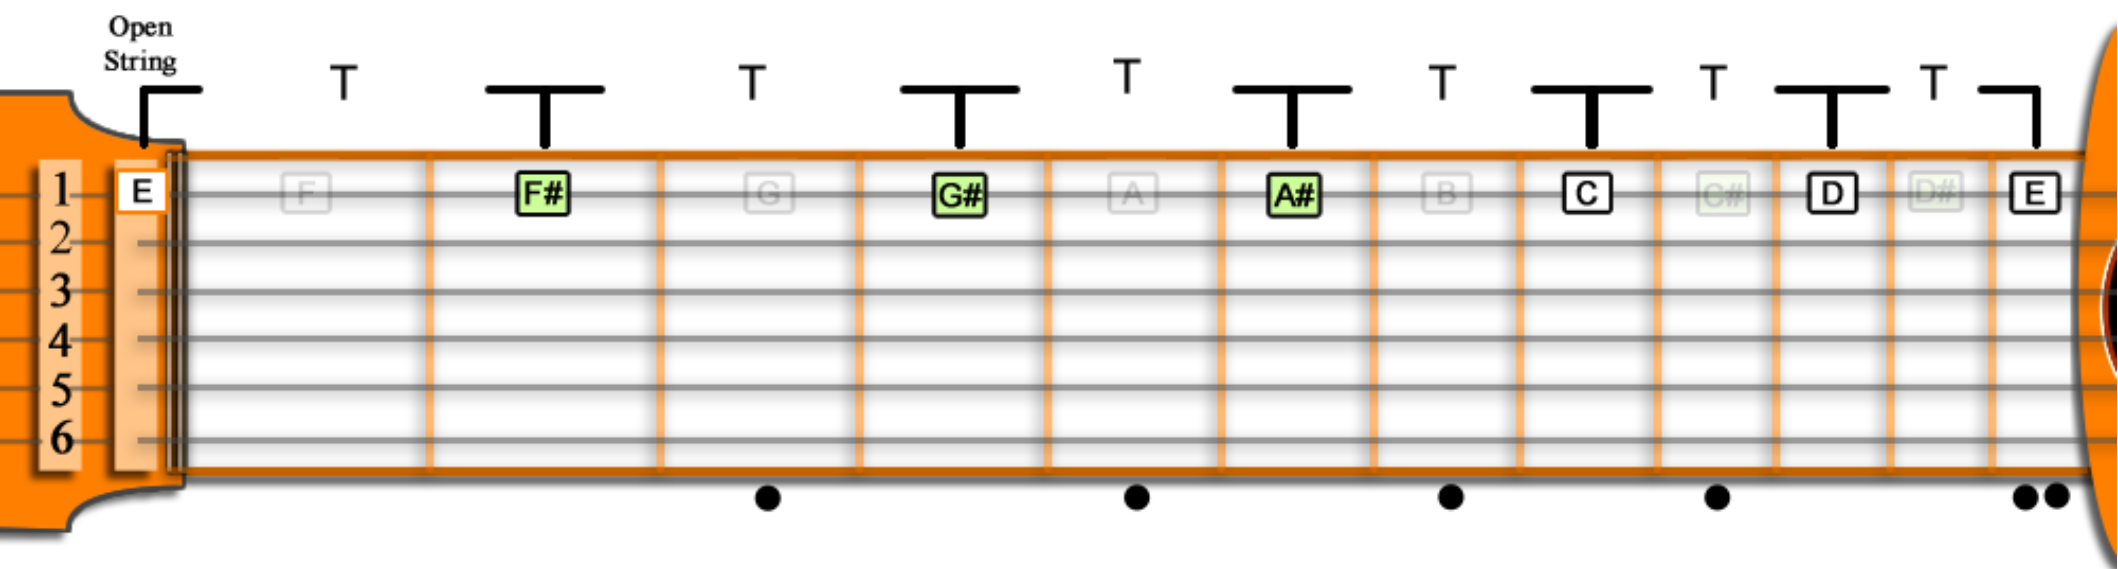 Open
String
T T T T T T
1 E F F# G G# A A# B C C# D D# E
2
3
4
5
6